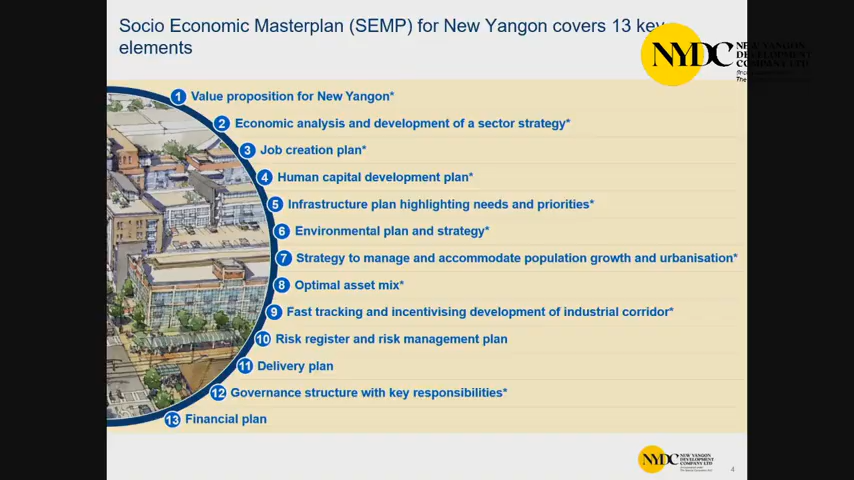 Socio Economic Masterplan (SEMP) for New Yangon covers 13 key
elements
NYDC
NEW YANGON
DEVELOPMENT
COMPANY LTD
1 Value proposition for New Yangon*
2 Economic analysis and development of a sector strategy*
3 Job creation plan*
4 Human capital development plan*
5 Infrastructure plan highlighting needs and priorities*
6 Environmental plan and strategy*
7 Strategy to manage and accommodate population growth and urbanisation*
8 Optimal asset mix*
9 Fast tracking and incentivising development of industrial corridor*
10 Risk register and risk management plan
11 Delivery plan
12 Governance structure with key responsibilities*
13 Financial plan
NYDC
NEW YANGON
DEVELOPMENT
COMPANY LTD
4